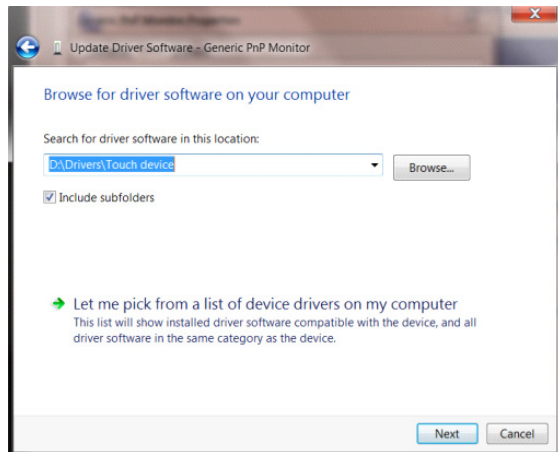 Update Driver Software - Generic PnP Monitor
Browse for driver software on your computer
Search for driver software in this location:
D:\Drivers\Touch device
Browse...
Include subfolders
Let me pick from a list of device drivers on my computer
This list will show installed driver software compatible with the device, and all
driver software in the same category as the device.
Next
Cancel